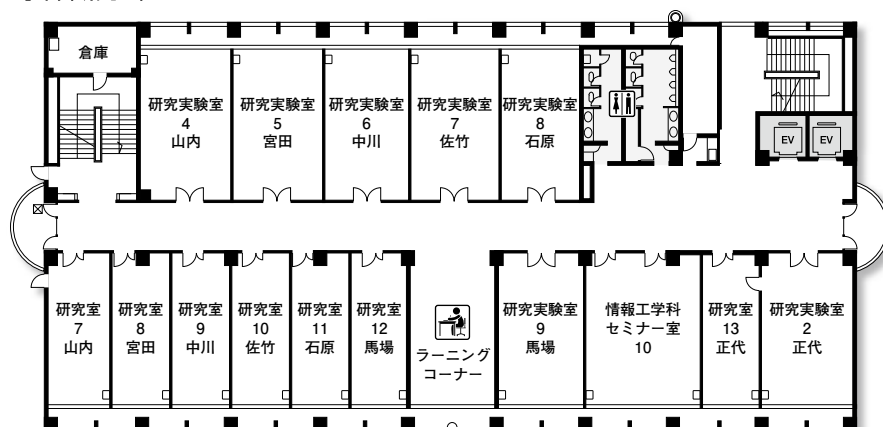 倉庫
研究実験室
4
山内
研究実験室
5
宮田
研究実験室
6
中川
研究実験室
7
佐竹
研究実験室
8
石原
EV
EV
研究室
7
山内
研究室
8
宮田
研究室
9
中川
研究室
10
佐竹
研究室
11
石原
研究室
12
馬場
ラーニング
コーナー
研究実験室
9
馬場
情報工学科
セミナー室
10
研究室
13
正代
研究実験室
2
正代